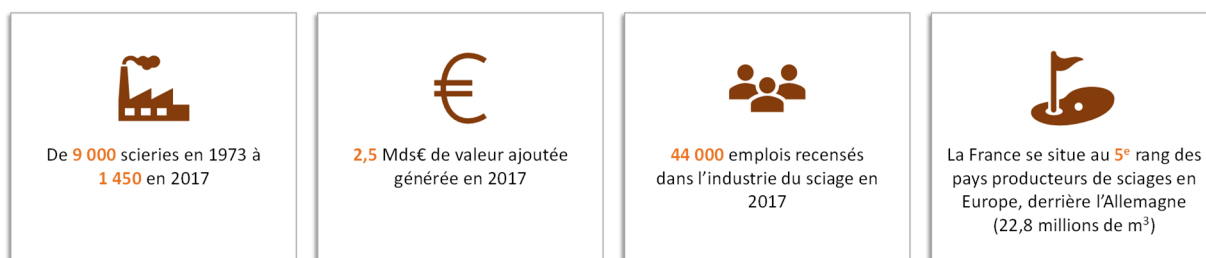 De 9 000 scieries en 1973 à
1 450 en 2017
2,5 Mds€ de valeur ajoutée
générée en 2017
44 000 emplois recensés
dans l’industrie du sciage en
2017
La France se situe au 5ᵉ rang des
pays producteurs de sciages en
Europe, derrière l’Allemagne
(22,8 millions de m³)